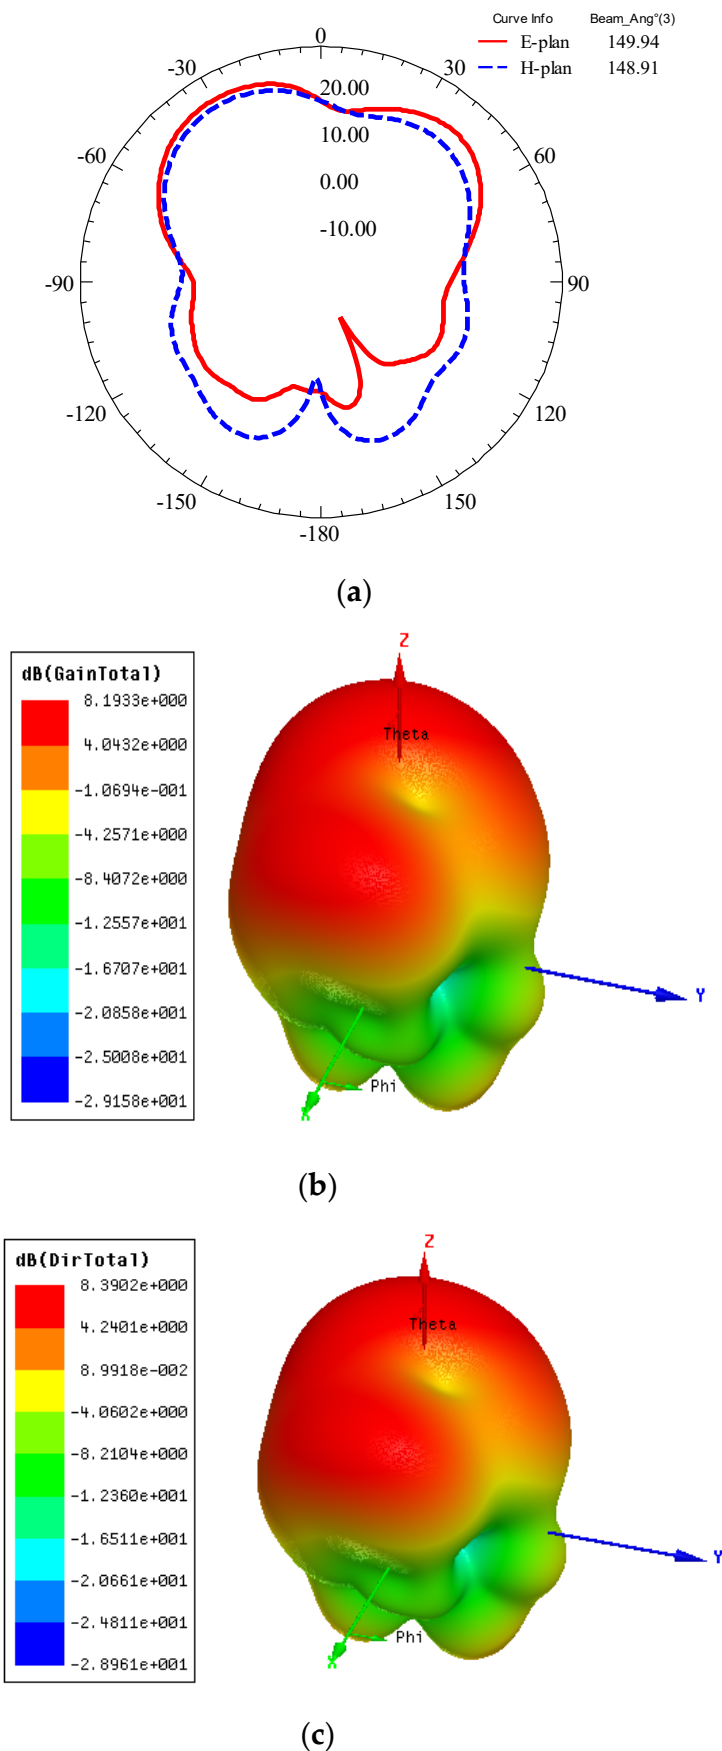 Curve Info Beam_Ang°(3)
E-plan 149.94
H-plan 148.91
0
-30 30
20.00
10.00
-60 60
0.00
-10.00
-90 90
-120 120
-150 150
-180
(a)
dB(GainTotal)
8.1933e+000
4.0432e+000
-1.0694e-001
-4.2571e+000
-8.4072e+000
-1.2557e+001
-1.6707e+001
-2.0858e+001
-2.5008e+001
-2.9158e+001
Z
Theta
Y
Phi
X
(b)
dB(DirTotal)
8.3902e+000
4.2401e+000
8.9918e-002
-4.0602e+000
-8.2104e+000
-1.2360e+001
-1.6511e+001
-2.0661e+001
-2.4811e+001
-2.8961e+001
Z
Theta
Y
Phi
X
(c)